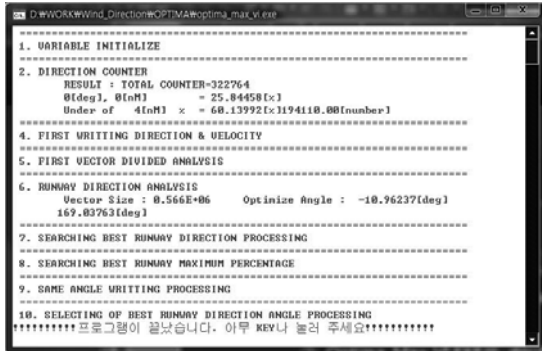 D:₩WORK₩Wind_Direction₩OPTIMA₩optima_max_vi.exe
1. VARIABLE INITIALIZE
2. DIRECTION COUNTER
RESULT : TOTAL COUNTER=322764
0[deg], 0[nM] = 25.84458[x]
Under of 4[nM] x = 60.13992[x]194110.00[number]
4. FIRST WRITTING DIRECTION & VELOCITY
5. FIRST VECTOR DIVIDED ANALYSIS
6. RUNWAY DIRECTION ANALYSIS
Vector Size : 0.566E+06 Optimize Angle : -10.96237[deg]
169.03763[deg]
7. SEARCHING BEST RUNWAY DIRECTION PROCESSING
8. SEARCHING BEST RUNWAY MAXIMUM PERCENTAGE
9. SAME ANGLE WRITTING PROCESSING
10. SELECTING OF BEST RUNWAY DIRECTION ANGLE PROCESSING
!!!!!!!!!!프로그램이 끝났습니다. 아무 KEY나 눌러 주세요!!!!!!!!!!!